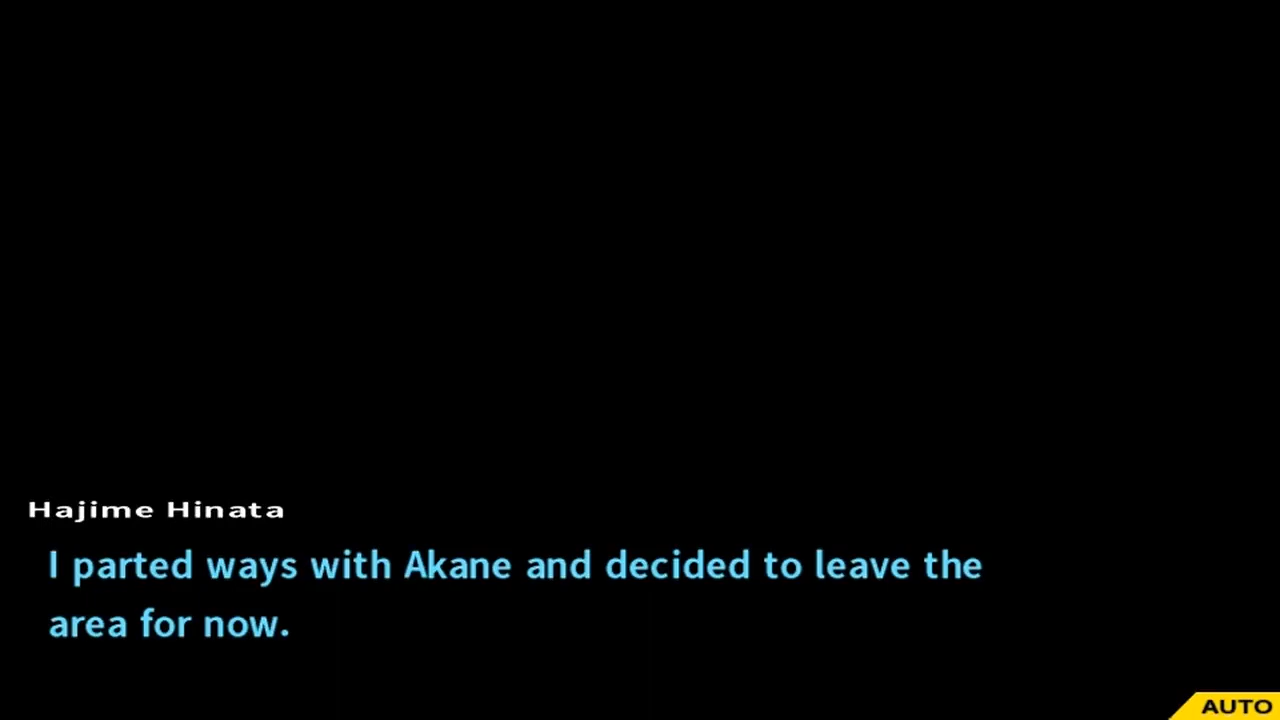 Hajime Hinata
I parted ways with Akane and decided to leave the
area for now.
AUTO